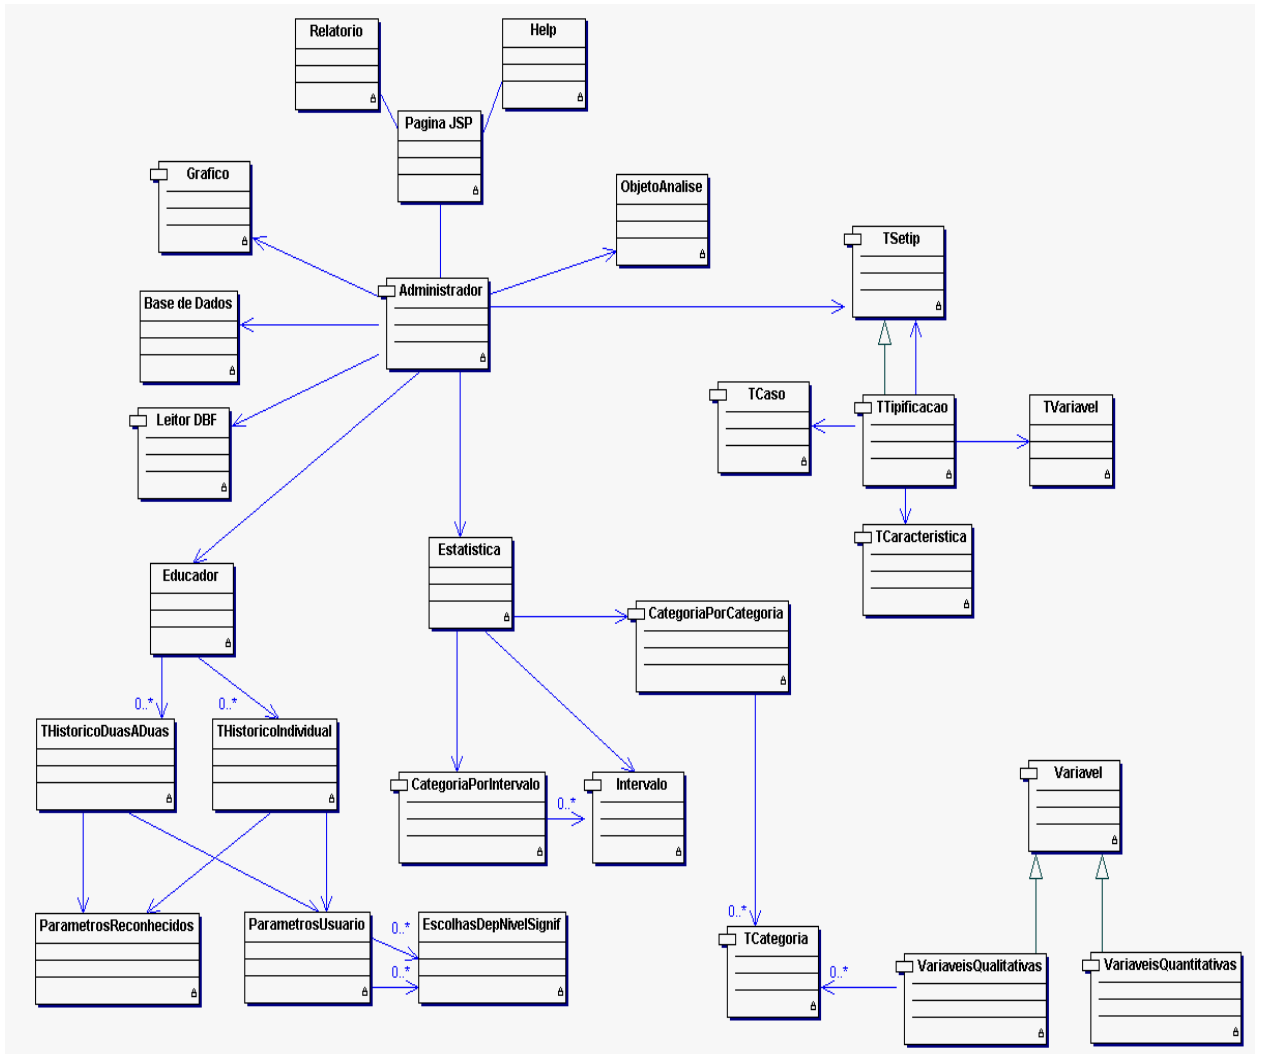 Relatorio
Help
Pagina JSP
Grafico
ObjetoAnalise
TSetip
Administrador
Base de Dados
TCaso
TTipificacao
TVariavel
Leitor DBF
TCaracteristica
Estatistica
Educador
CategoriaPorCategoria
0..*
0..*
THistoricoDuasADuas
THistoricoIndividual
CategoriaPorIntervalo
0..*
Intervalo
Variavel
ParametrosReconhecidos
ParametrosUsuario
0..*
0..*
EscolhasDepNivelSignif
0..*
TCategoria
0..*
VariaveisQualitativas
VariaveisQuantitativas